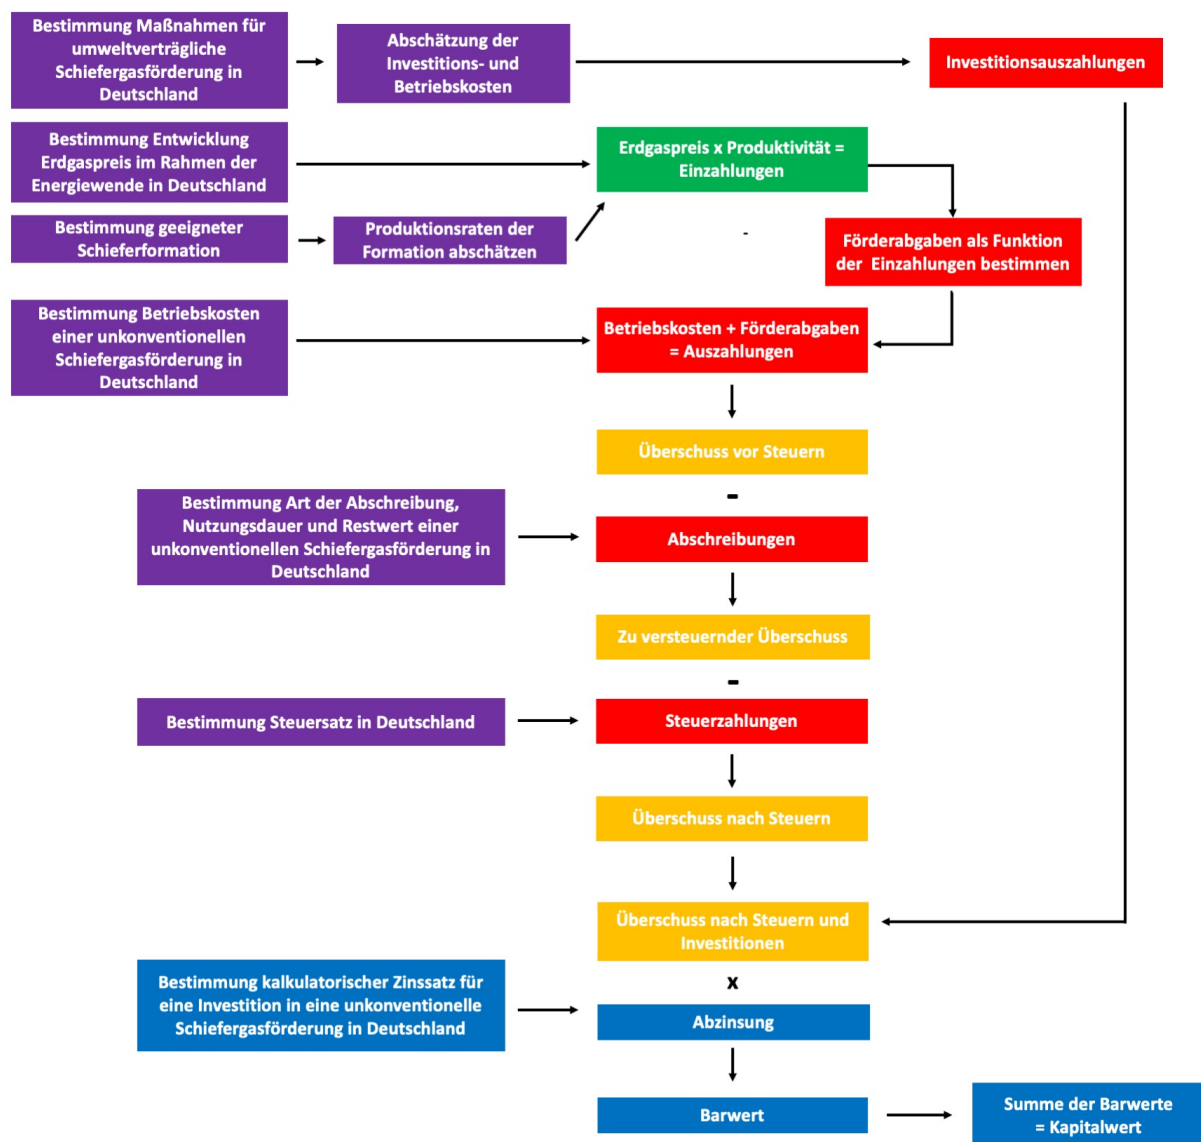 Bestimmung Maßnahmen für
umweltverträgliche
Schiefergasförderung in
Deutschland
Abschätzung der
Investitions- und
Betriebskosten
Investitionsauszahlungen
Bestimmung Entwicklung
Erdgaspreis im Rahmen der
Energiewende in Deutschland
Erdgaspreis x Produktivität =
Einzahlungen
Bestimmung geeigneter
Schieferformation
Produktionsraten der
Formation abschätzen
-
Förderabgaben als Funktion
der Einzahlungen bestimmen
Bestimmung Betriebskosten
einer unkonventionellen
Schiefergasförderung in
Deutschland
Betriebskosten + Förderabgaben
= Auszahlungen
Überschuss vor Steuern
-
Bestimmung Art der Abschreibung,
Nutzungsdauer und Restwert einer
unkonventionellen Schiefergasförderung in
Deutschland
Abschreibungen
Zu versteuernder Überschuss
-
Bestimmung Steuersatz in Deutschland
Steuerzahlungen
Überschuss nach Steuern
Überschuss nach Steuern und
Investitionen
x
Bestimmung kalkulatorischer Zinssatz für
eine Investition in eine unkonventionelle
Schiefergasförderung in Deutschland
Abzinsung
Barwert
Summe der Barwerte
= Kapitalwert